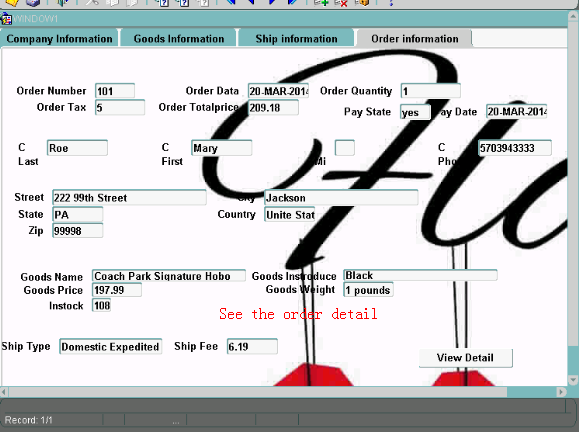 WINDOW1
Company Information Goods Information Ship information Order information
Order Number 101 Order Data 20-MAR-2014 Order Quantity 1
Order Tax 5 Order Totalprice 209.18 Pay State yes ay Date 20-MAR-2014
C Last Roe C First Mary Mi C Pho 5703943333
Street 222 99th Street City Jackson
State PA Country Unite Stat
Zip 99998
Goods Name Coach Park Signature Hobo Goods Introduce Black
Goods Price 197.99 Goods Weight 1 pounds
Instock 108
See the order detail
Ship Type Domestic Expedited Ship Fee 6.19
View Detail
Record: 1/1 ...